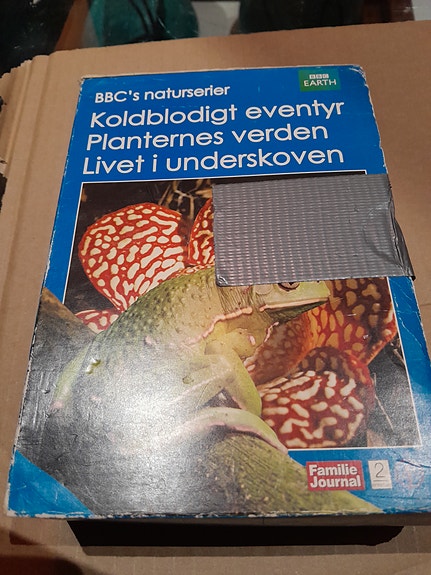 BBC
EARTH
BBC's naturserier
Koldblodigt eventyr
Planternes verden
Livet i underskoven
Familie
Journal
2